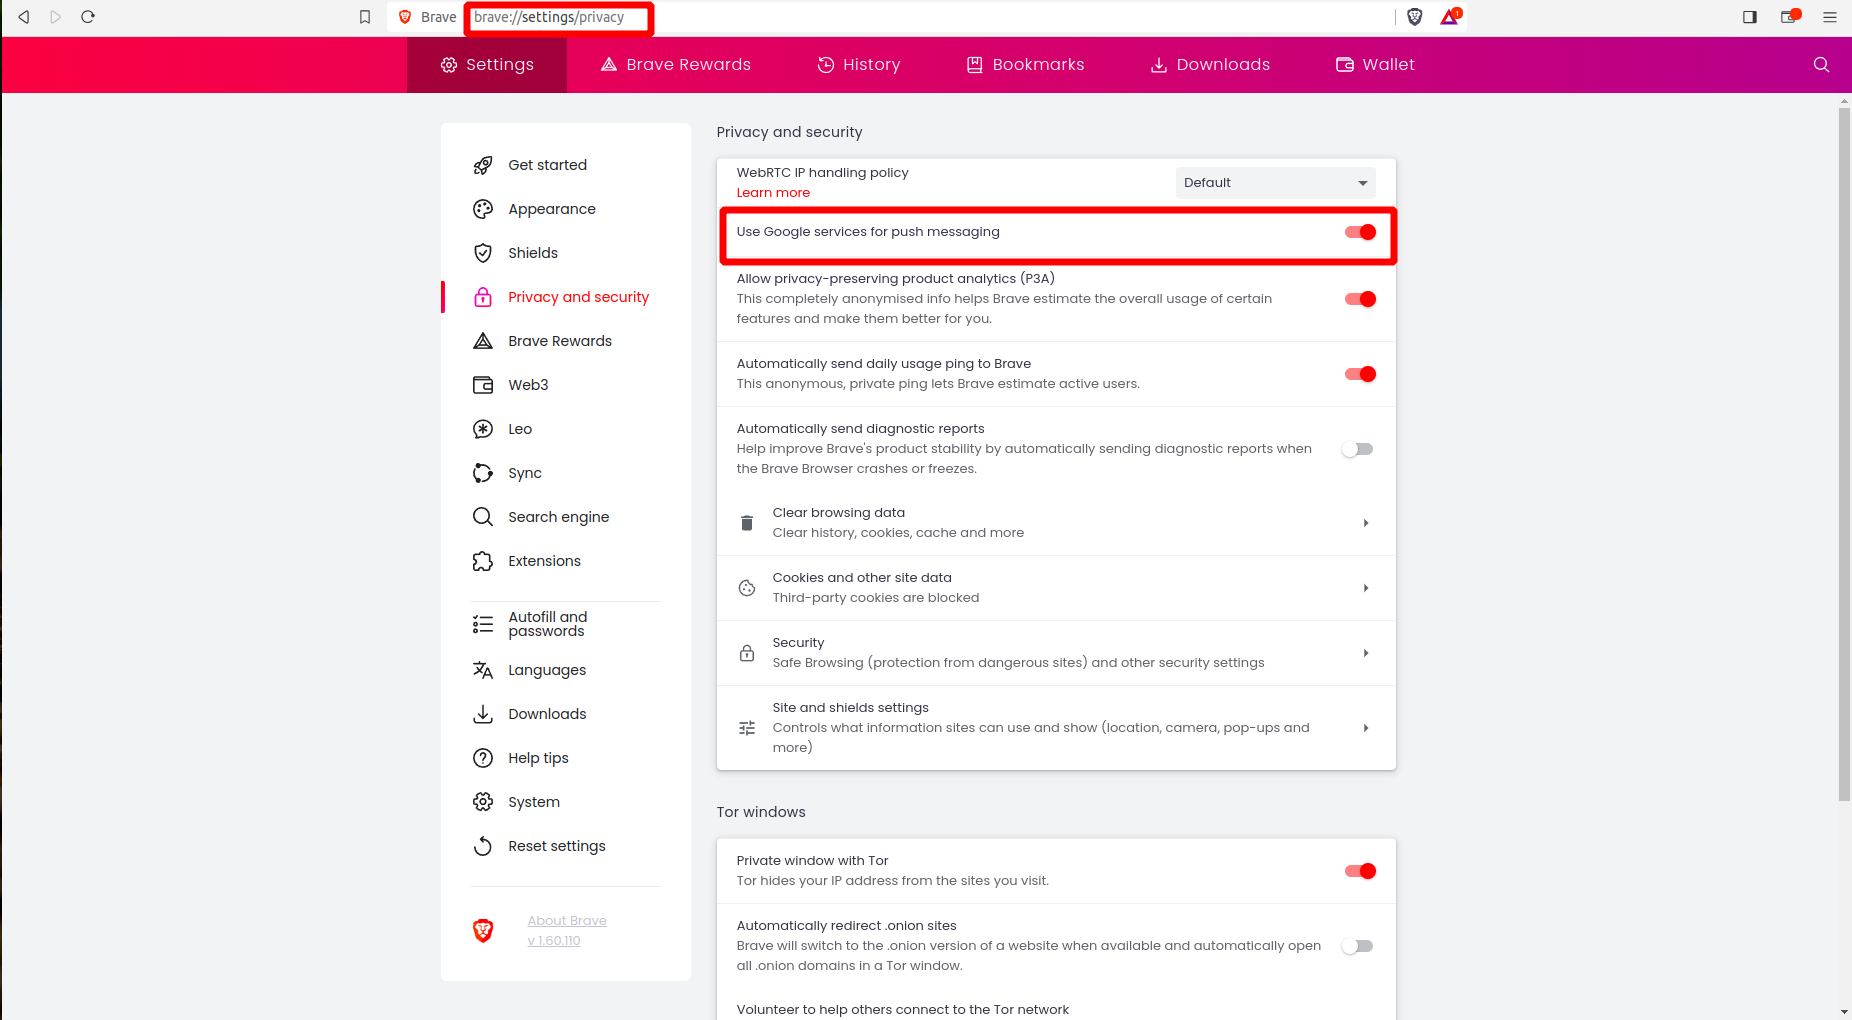 Brave
brave://settings/privacy
1
Settings
Brave Rewards
History
Bookmarks
Downloads
Wallet
Get started
Appearance
Shields
Privacy and security
Brave Rewards
Web3
Leo
Sync
Search engine
Extensions
Autofill and
passwords
Languages
Downloads
Help tips
System
Reset settings
About Brave
v 1.60.110
Privacy and security
WebRTC IP handling policy
Learn more
Default
Use Google services for push messaging
Allow privacy-preserving product analytics (P3A)
This completely anonymised info helps Brave estimate the overall usage of certain
features and make them better for you.
Automatically send daily usage ping to Brave
This anonymous, private ping lets Brave estimate active users.
Automatically send diagnostic reports
Help improve Brave's product stability by automatically sending diagnostic reports when
the Brave Browser crashes or freezes.
Clear browsing data
Clear history, cookies, cache and more
Cookies and other site data
Third-party cookies are blocked
Security
Safe Browsing (protection from dangerous sites) and other security settings
Site and shields settings
Controls what information sites can use and show (location, camera, pop-ups and
more)
Tor windows
Private window with Tor
Tor hides your IP address from the sites you visit.
Automatically redirect .onion sites
Brave will switch to the .onion version of a website when available and automatically open
all .onion domains in a Tor window.
Volunteer to help others connect to the Tor network